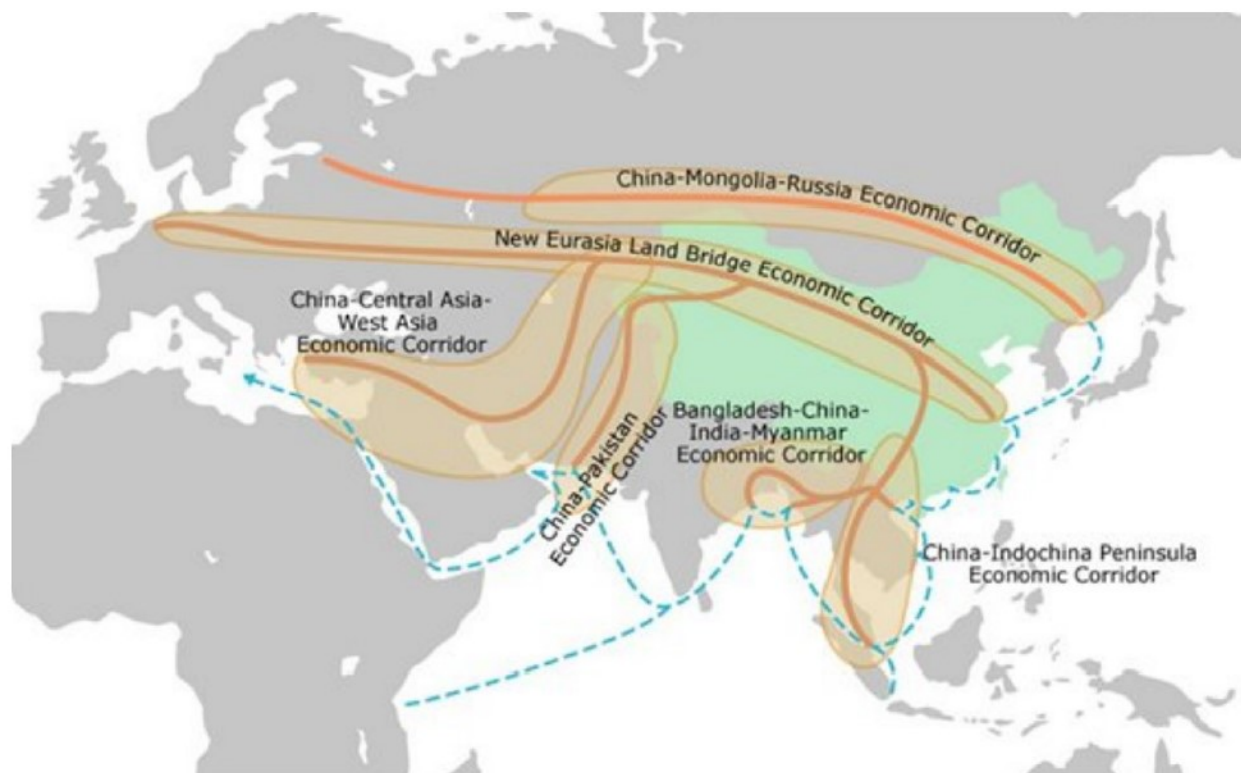 China-Mongolia-Russia Economic Corridor
New Eurasia Land Bridge Economic Corridor
China-Central Asia-
West Asia
Economic Corridor
China-Pakistan
Economic Corridor
Bangladesh-China-
India-Myanmar
Economic Corridor
China-Indochina Peninsula
Economic Corridor